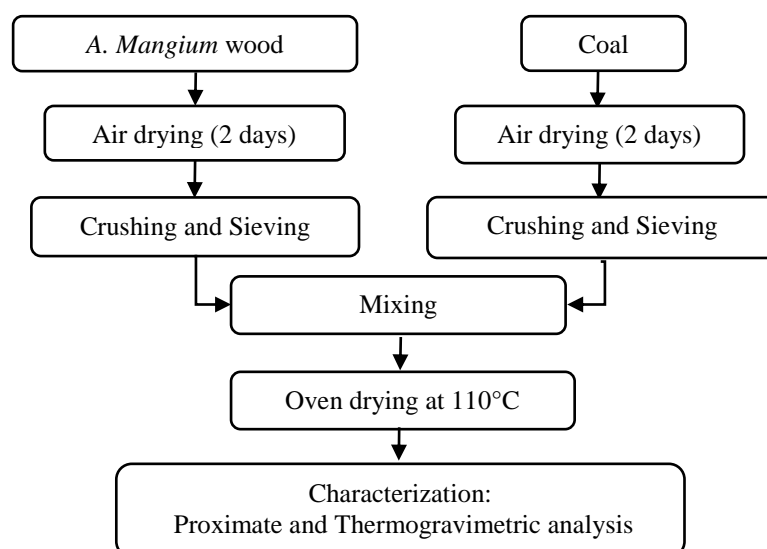 A. Mangium wood
Coal
Air drying (2 days)
Air drying (2 days)
Crushing and Sieving
Crushing and Sieving
Mixing
Oven drying at 110°C
Characterization:
Proximate and Thermogravimetric analysis